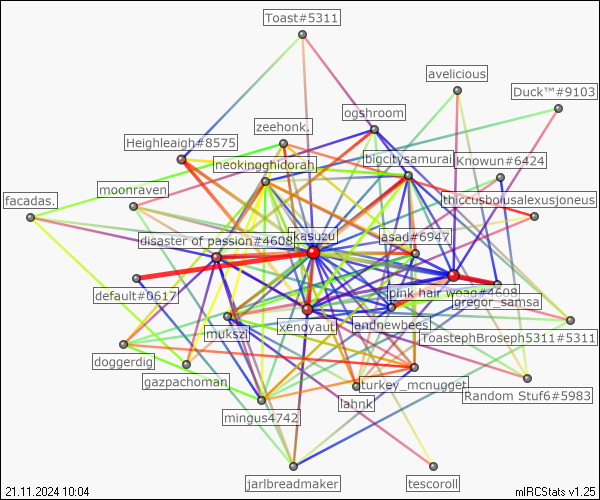 Toast#5311
avelicious
Duck™#9103
ogshroom
zeehonk.
Heighleaigh#8575
bigcitysamurai
Knowun#6424
neokingghidorah
moonraven
thiccusbousalexusjoneus
facadas.
kasuzu
asad#6947
disaster of passion#4608
default#0617
pink hair woag#4608
gregor_samsa
xenoyauti
andnewbees
mukszi
ToastephBroseph5311#5311
doggerdig
gazpachoman
turkey_mcnugget
Random Stuf6#5983
lahnk
mingus4742
jarlbreadmaker
tescoroll
21.11.2024 10:04
mIRCStats v1.25